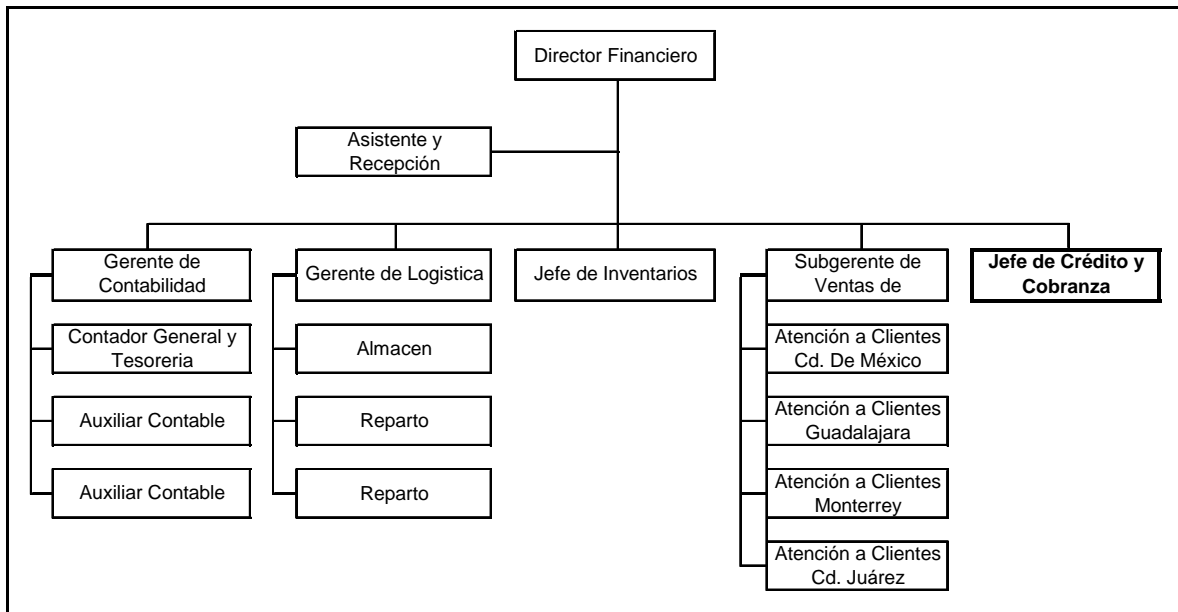 Director Financiero
Asistente y
Recepción
Gerente de
Contabilidad
Gerente de Logistica
Jefe de Inventarios
Subgerente de
Ventas de
Jefe de Crédito y
Cobranza
Contador General y
Tesoreria
Almacen
Atención a Clientes
Cd. De México
Auxiliar Contable
Reparto
Atención a Clientes
Guadalajara
Auxiliar Contable
Reparto
Atención a Clientes
Monterrey
Atención a Clientes
Cd. Juárez